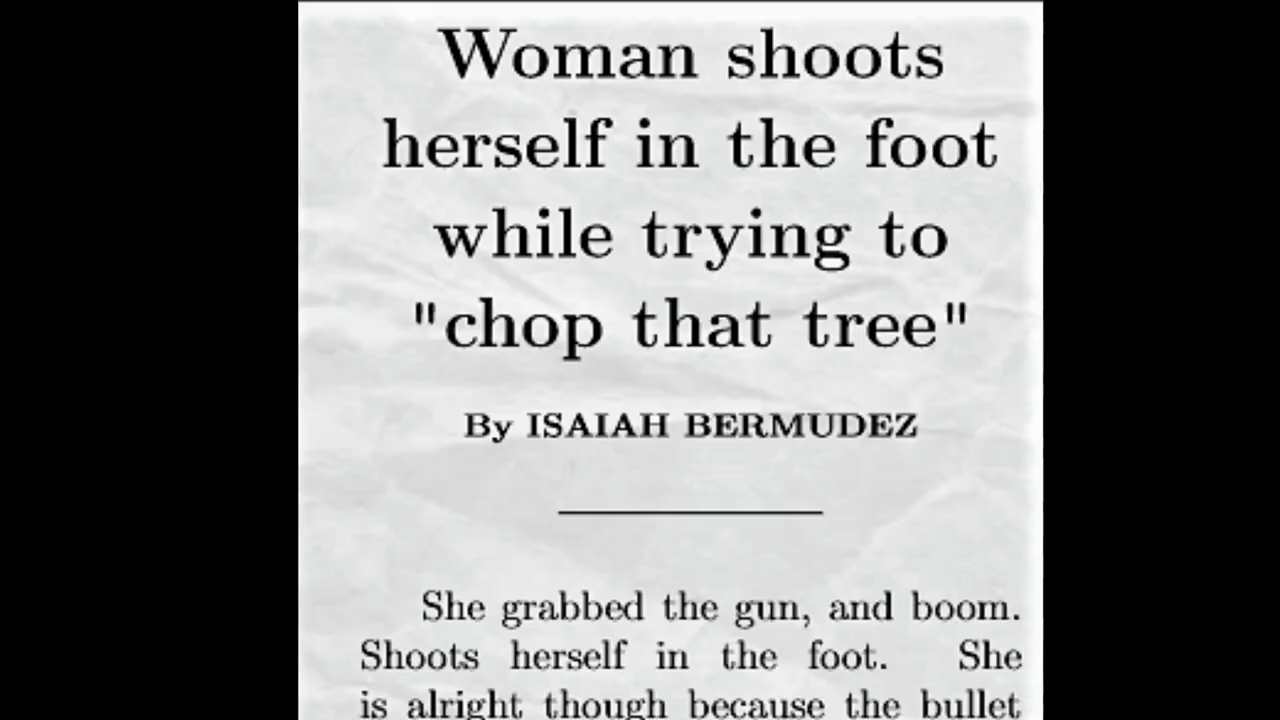 Woman shoots
herself in the foot
while trying to
"chop that tree"
By ISAIAH BERMUDEZ
She grabbed the gun, and boom.
Shoots herself in the foot. She
is alright though because the bullet